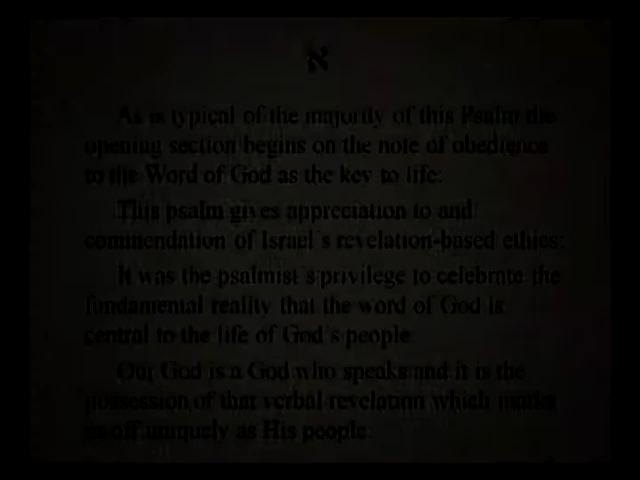 א
As is typical of the majority of this Psalm the
opening section begins on the note of obedience
to the Word of God as the key to life:
This psalm gives appreciation to and
commendation of Israel's revelation-based ethics:
It was the psalmist's privilege to celebrate the
fundamental reality that the word of God is
central to the life of God's people.
Our God is a God who speaks and it is the
possession of that verbal revelation which marks
us off uniquely as His people.